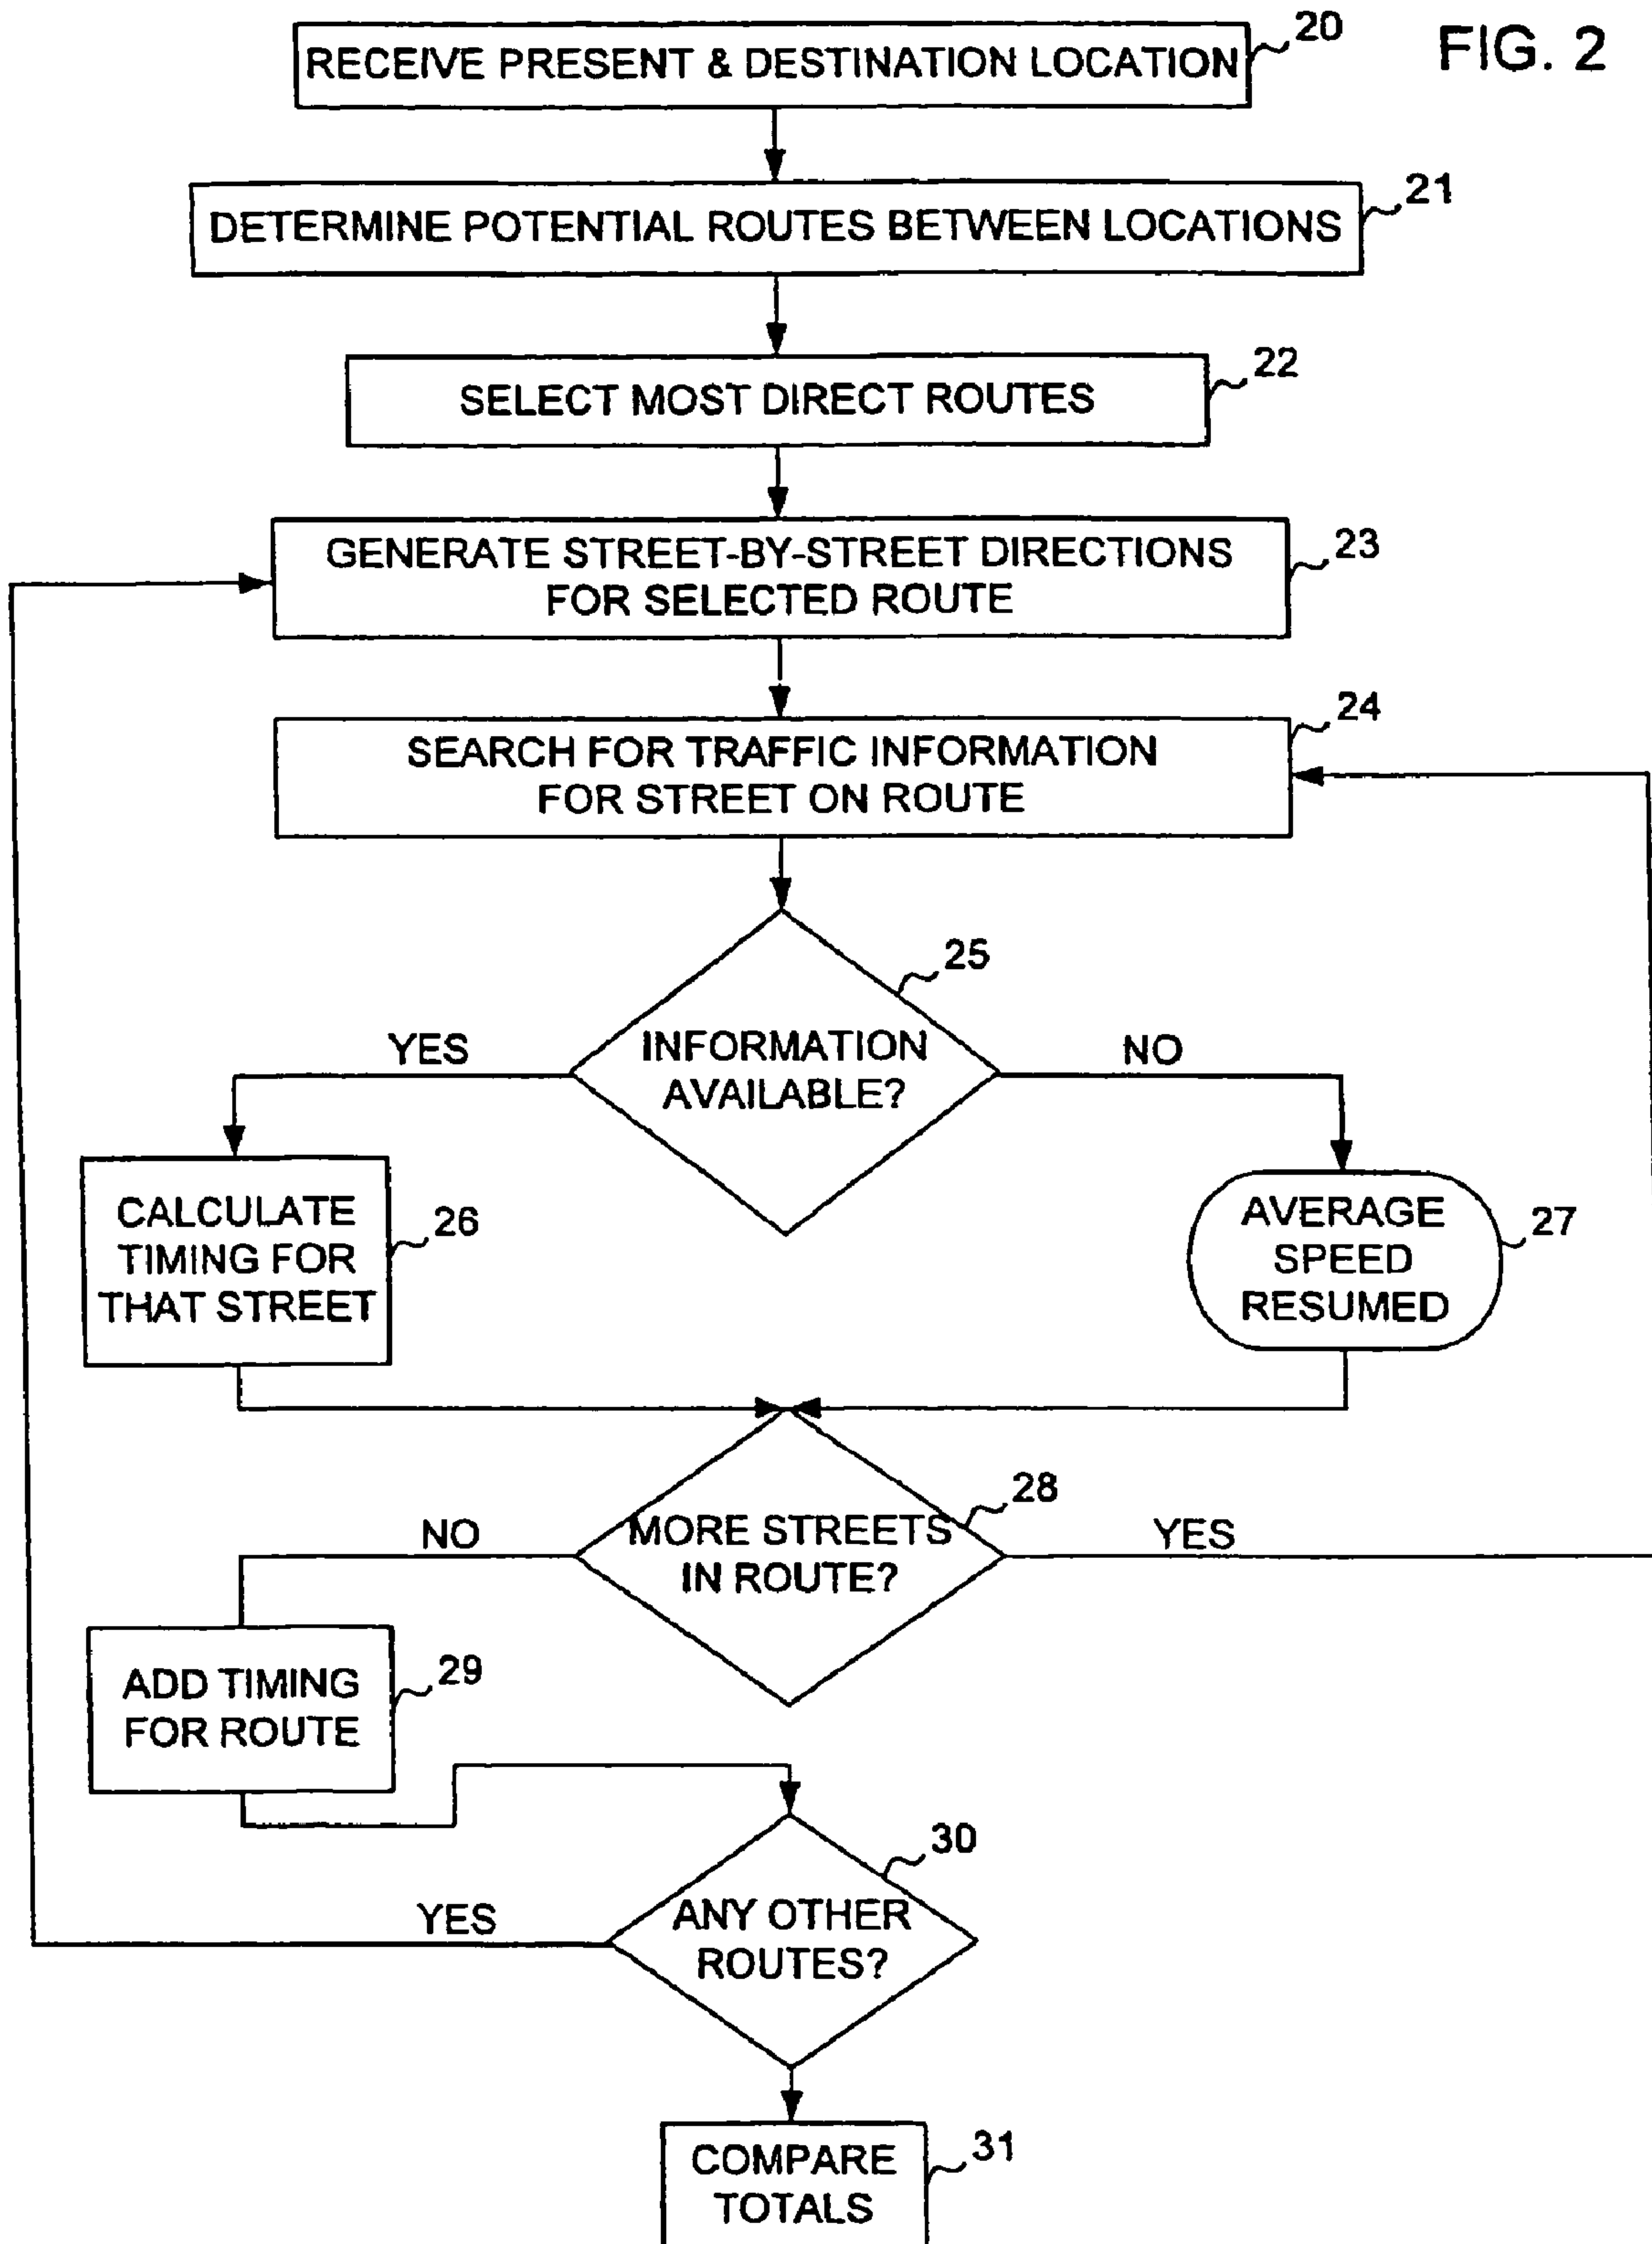 FIG. 2
RECEIVE PRESENT & DESTINATION LOCATION
20
DETERMINE POTENTIAL ROUTES BETWEEN LOCATIONS
21
SELECT MOST DIRECT ROUTES
22
GENERATE STREET-BY-STREET DIRECTIONS
FOR SELECTED ROUTE
23
SEARCH FOR TRAFFIC INFORMATION
FOR STREET ON ROUTE
24
INFORMATION
AVAILABLE?
25
YES
NO
CALCULATE
TIMING FOR
THAT STREET
26
AVERAGE
SPEED
RESUMED
27
MORE STREETS
IN ROUTE?
28
NO
YES
ADD TIMING
FOR ROUTE
29
ANY OTHER
ROUTES?
30
YES
COMPARE
TOTALS
31